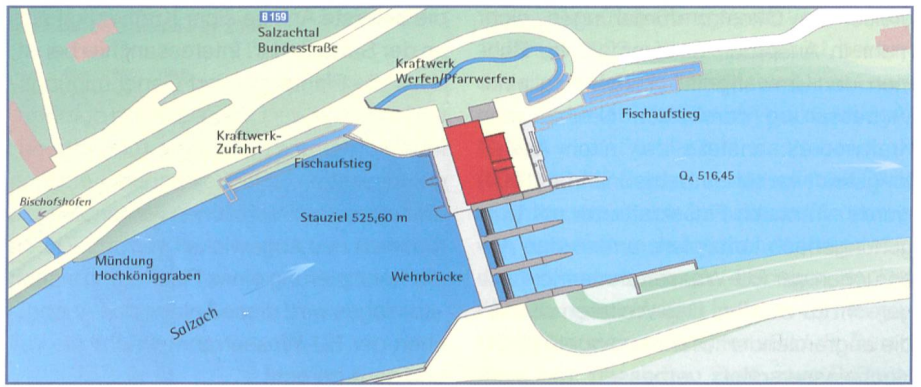 B 159
Salzachtal
Bundesstraße
Kraftwerk
Werfen/Pfarrwerfen
Fischaufstieg
Kraftwerk-
Zufahrt
Fischaufstieg
QA 516,45
Bischofshofen
Stauziel 525,60 m
Mündung
Hochköniggraben
Wehrbrücke
Salzach